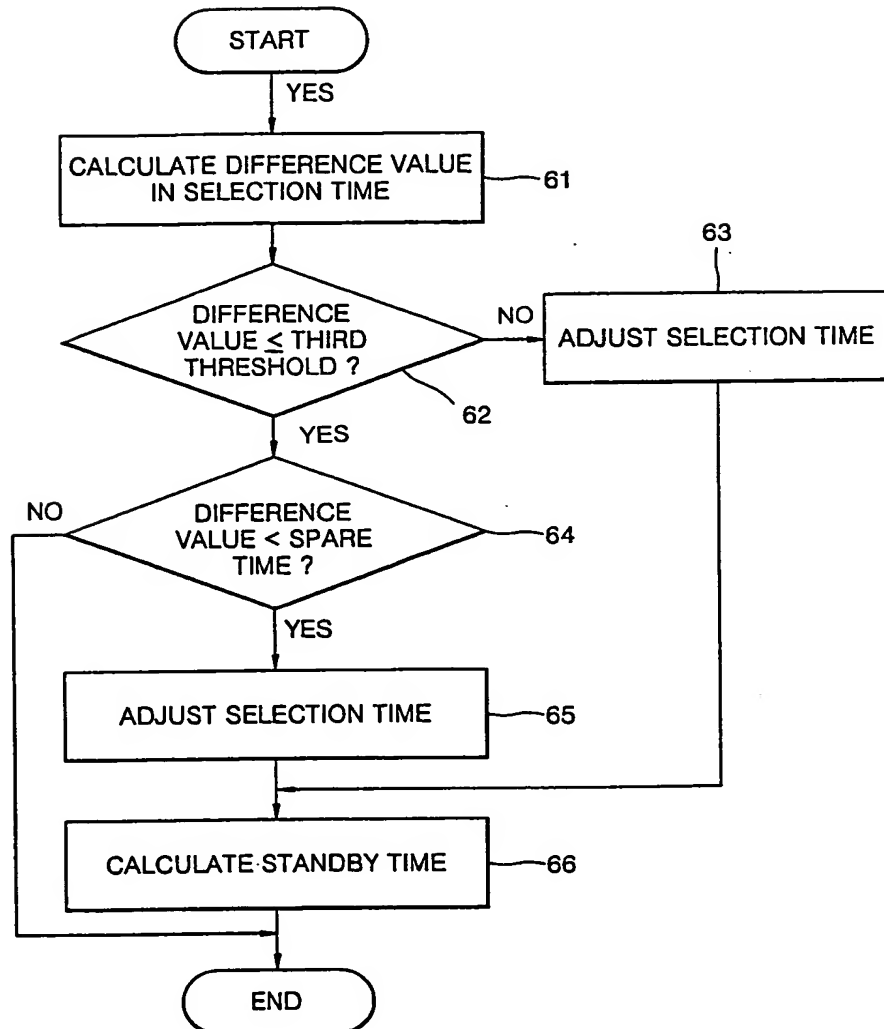 START
YES
CALCULATE DIFFERENCE VALUE
IN SELECTION TIME
61
63
DIFFERENCE
VALUE ≤ THIRD
THRESHOLD ?
NO
ADJUST SELECTION TIME
62
YES
NO
DIFFERENCE
VALUE < SPARE
TIME ?
64
YES
ADJUST SELECTION TIME
65
CALCULATE STANDBY TIME
66
END